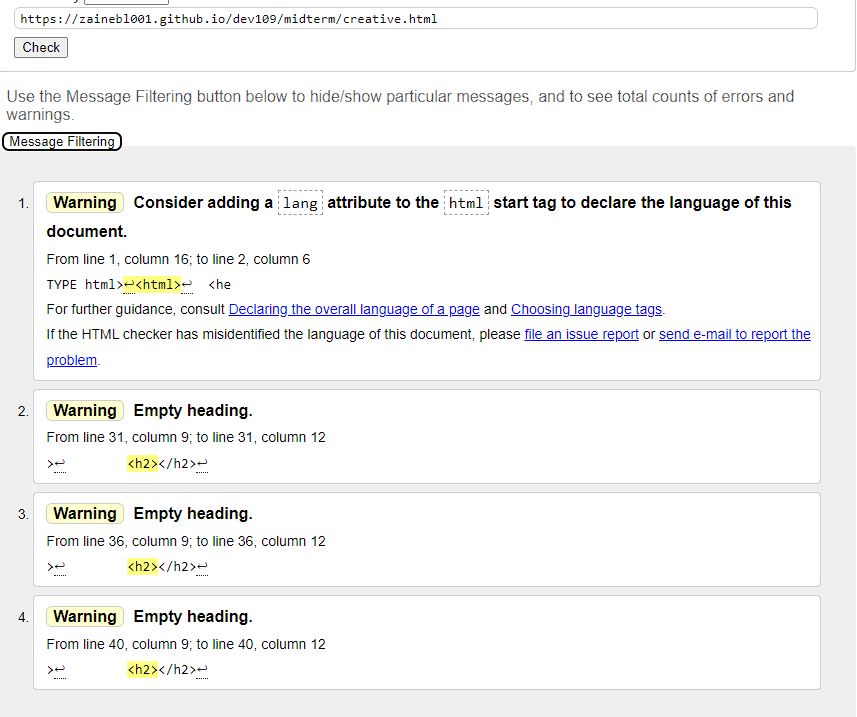 https://zainebl001.github.io/dev109/midterm/creative.html
Check
Use the Message Filtering button below to hide/show particular messages, and to see total counts of errors and
warnings.
Message Filtering
1. Warning Consider adding a lang attribute to the html start tag to declare the language of this
document.
From line 1, column 16; to line 2, column 6
TYPE html>↩<html>↩  <he
For further guidance, consult Declaring the overall language of a page and Choosing language tags.
If the HTML checker has misidentified the language of this document, please file an issue report or send e-mail to report the
problem.
2. Warning Empty heading.
From line 31, column 9; to line 31, column 12
>↩        <h2></h2>↩
3. Warning Empty heading.
From line 36, column 9; to line 36, column 12
>↩        <h2></h2>↩
4. Warning Empty heading.
From line 40, column 9; to line 40, column 12
>↩        <h2></h2>↩